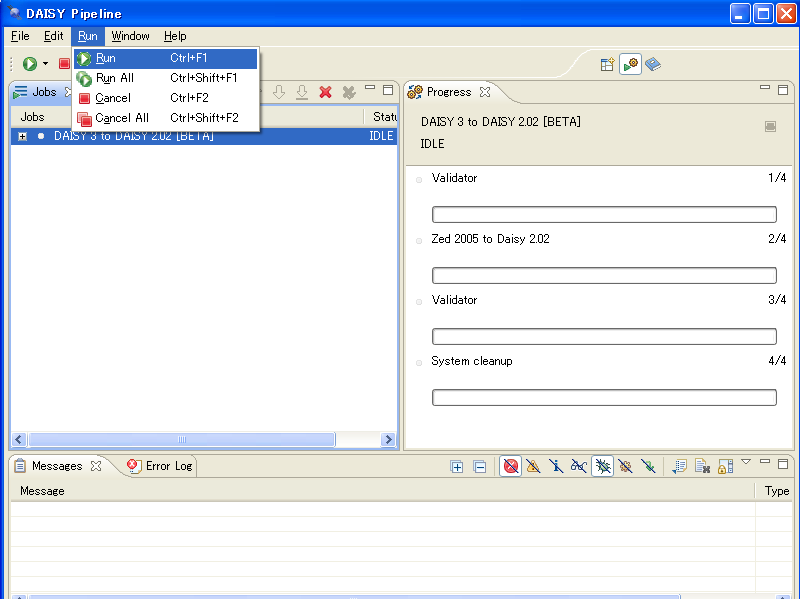 DAISY Pipeline
File Edit Run Window Help
Run Ctrl+F1
Run All Ctrl+Shift+F1
Cancel Ctrl+F2
Cancel All Ctrl+Shift+F2
Jobs
Jobs Statu
DAISY 3 to DAISY 2.02 [BETA] IDLE
Progress
DAISY 3 to DAISY 2.02 [BETA]
IDLE
Validator 1/4
Zed 2005 to Daisy 2.02 2/4
Validator 3/4
System cleanup 4/4
Messages Error Log
Message Type